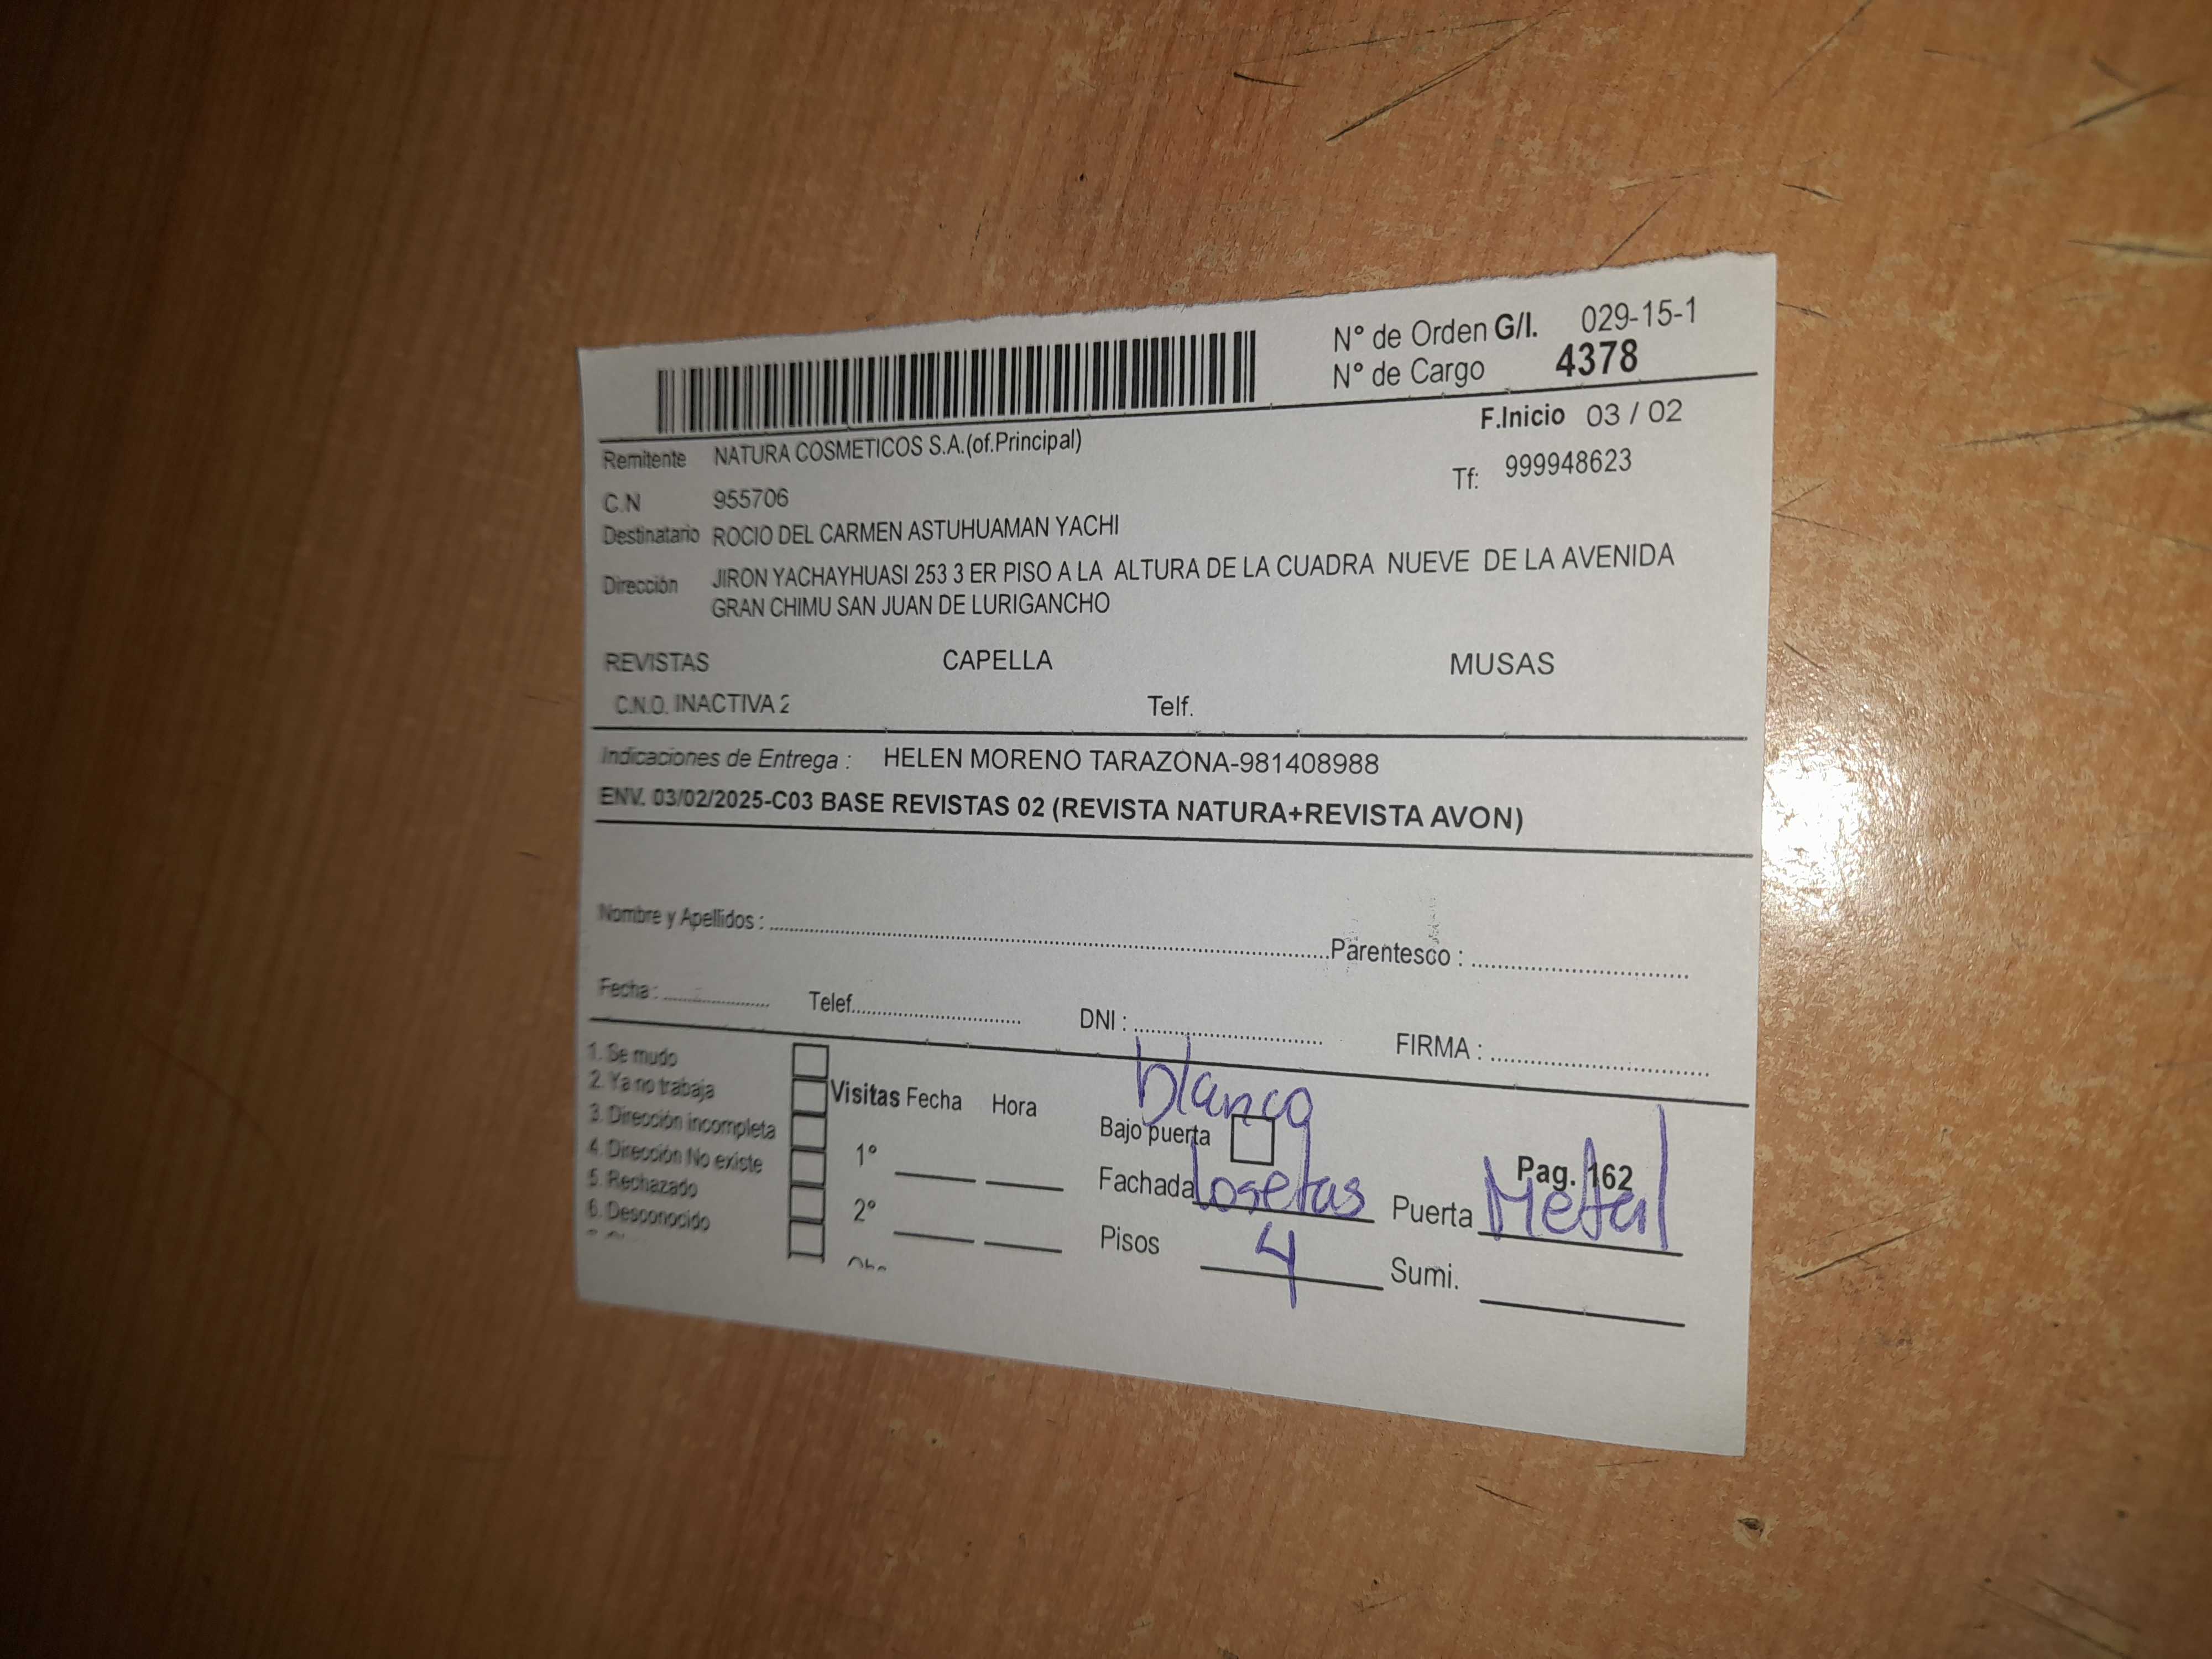 N° de Orden G/I. 029-15-1
N° de Cargo 4378
F.Inicio 03 / 02
Remitente NATURA COSMETICOS S.A.(of.Principal)
Tf: 999948623
C.N 955706
Destinatario ROCIO DEL CARMEN ASTUHUAMAN YACHI
Dirección JIRON YACHAYHUASI 253 3 ER PISO A LA ALTURA DE LA CUADRA NUEVE DE LA AVENIDA
GRAN CHIMU SAN JUAN DE LURIGANCHO
REVISTAS CAPELLA MUSAS
C.N.O. INACTIVA 2 Telf.
Indicaciones de Entrega : HELEN MORENO TARAZONA-981408988
ENV. 03/02/2025-C03 BASE REVISTAS 02 (REVISTA NATURA+REVISTA AVON)
Nombre y Apellidos : Parentesco :
Fecha : Telef. DNI : FIRMA :
1. Se mudo
2. Ya no trabaja
3. Dirección incompleta
4. Dirección No existe
5. Rechazado
6. Desconocido
Visitas Fecha Hora
1°
2°
blanco
Bajo puerta
Pag. 162
Fachada losetas Puerta Metal
Pisos 4 Sumi.